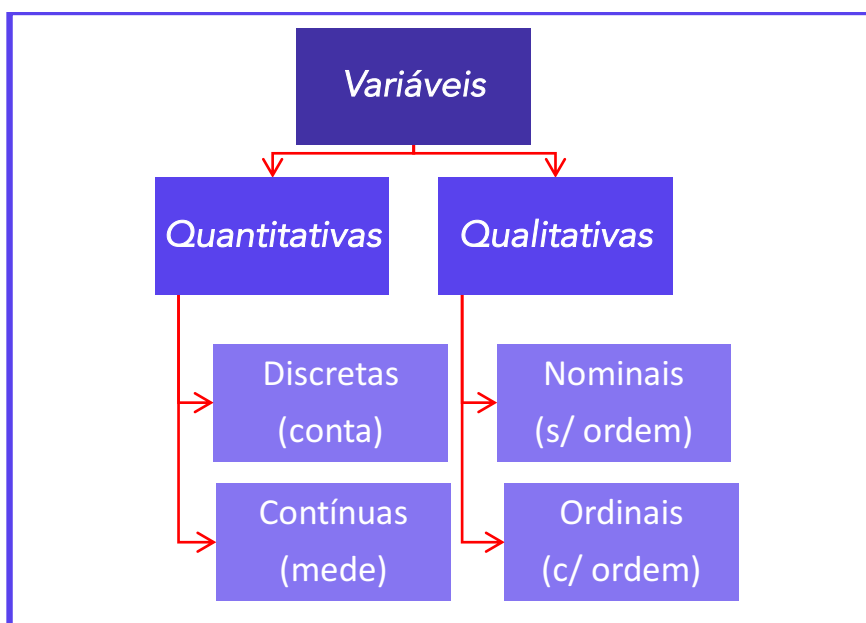 Variáveis
Quantitativas
Qualitativas
Discretas
(conta)
Nominais
(s/ ordem)
Contínuas
(mede)
Ordinais
(c/ ordem)